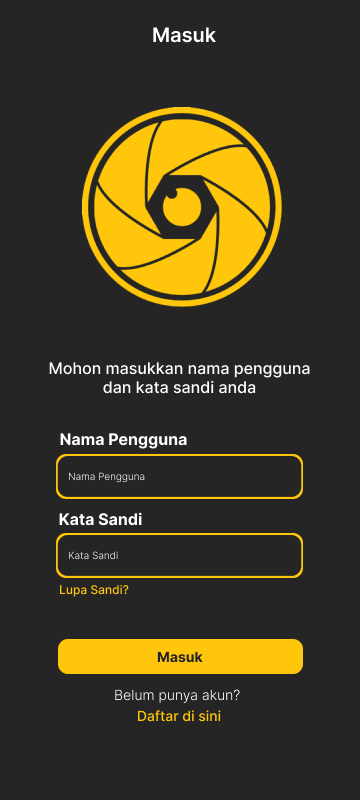 Masuk
Mohon masukkan nama pengguna
dan kata sandi anda
Nama Pengguna
Nama Pengguna
Kata Sandi
Kata Sandi
Lupa Sandi?
Masuk
Belum punya akun?
Daftar di sini